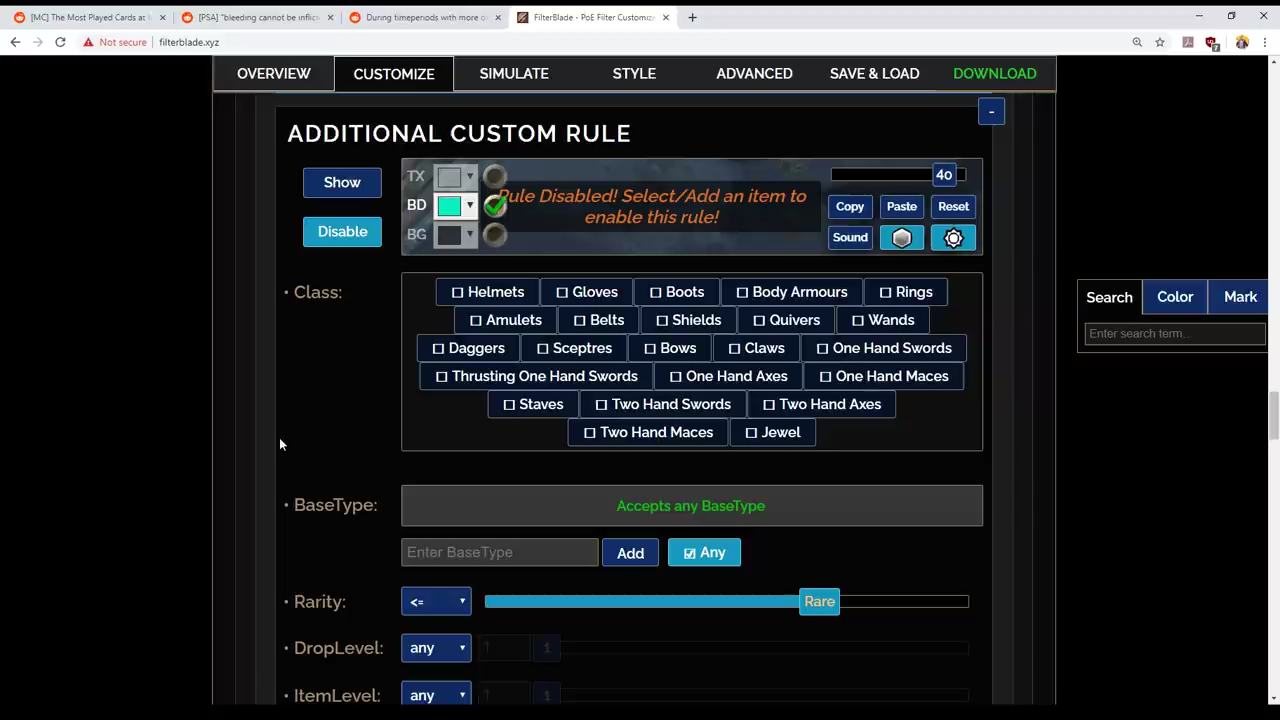 [MC] The Most Played Cards at
[PSA] "bleeding cannot be inflic
During timeperiods with more o
FilterBlade - PoE Filter Customize
Not secure | filterblade.xyz
OVERVIEW
CUSTOMIZE
SIMULATE
STYLE
ADVANCED
SAVE & LOAD
DOWNLOAD
ADDITIONAL CUSTOM RULE
-
Show
Disable
TX
BD
BG
Rule Disabled! Select/Add an item to
enable this rule!
40
Copy Paste Reset
Sound
• Class:
Helmets Gloves Boots Body Armours Rings
Amulets Belts Shields Quivers Wands
Daggers Sceptres Bows Claws One Hand Swords
Thrusting One Hand Swords One Hand Axes One Hand Maces
Staves Two Hand Swords Two Hand Axes
Two Hand Maces Jewel
Search Color Mark
Enter search term..
• BaseType:
Accepts any BaseType
Enter BaseType Add Any
• Rarity: <= Rare
• DropLevel: any 1 1
• ItemLevel: any 1 1